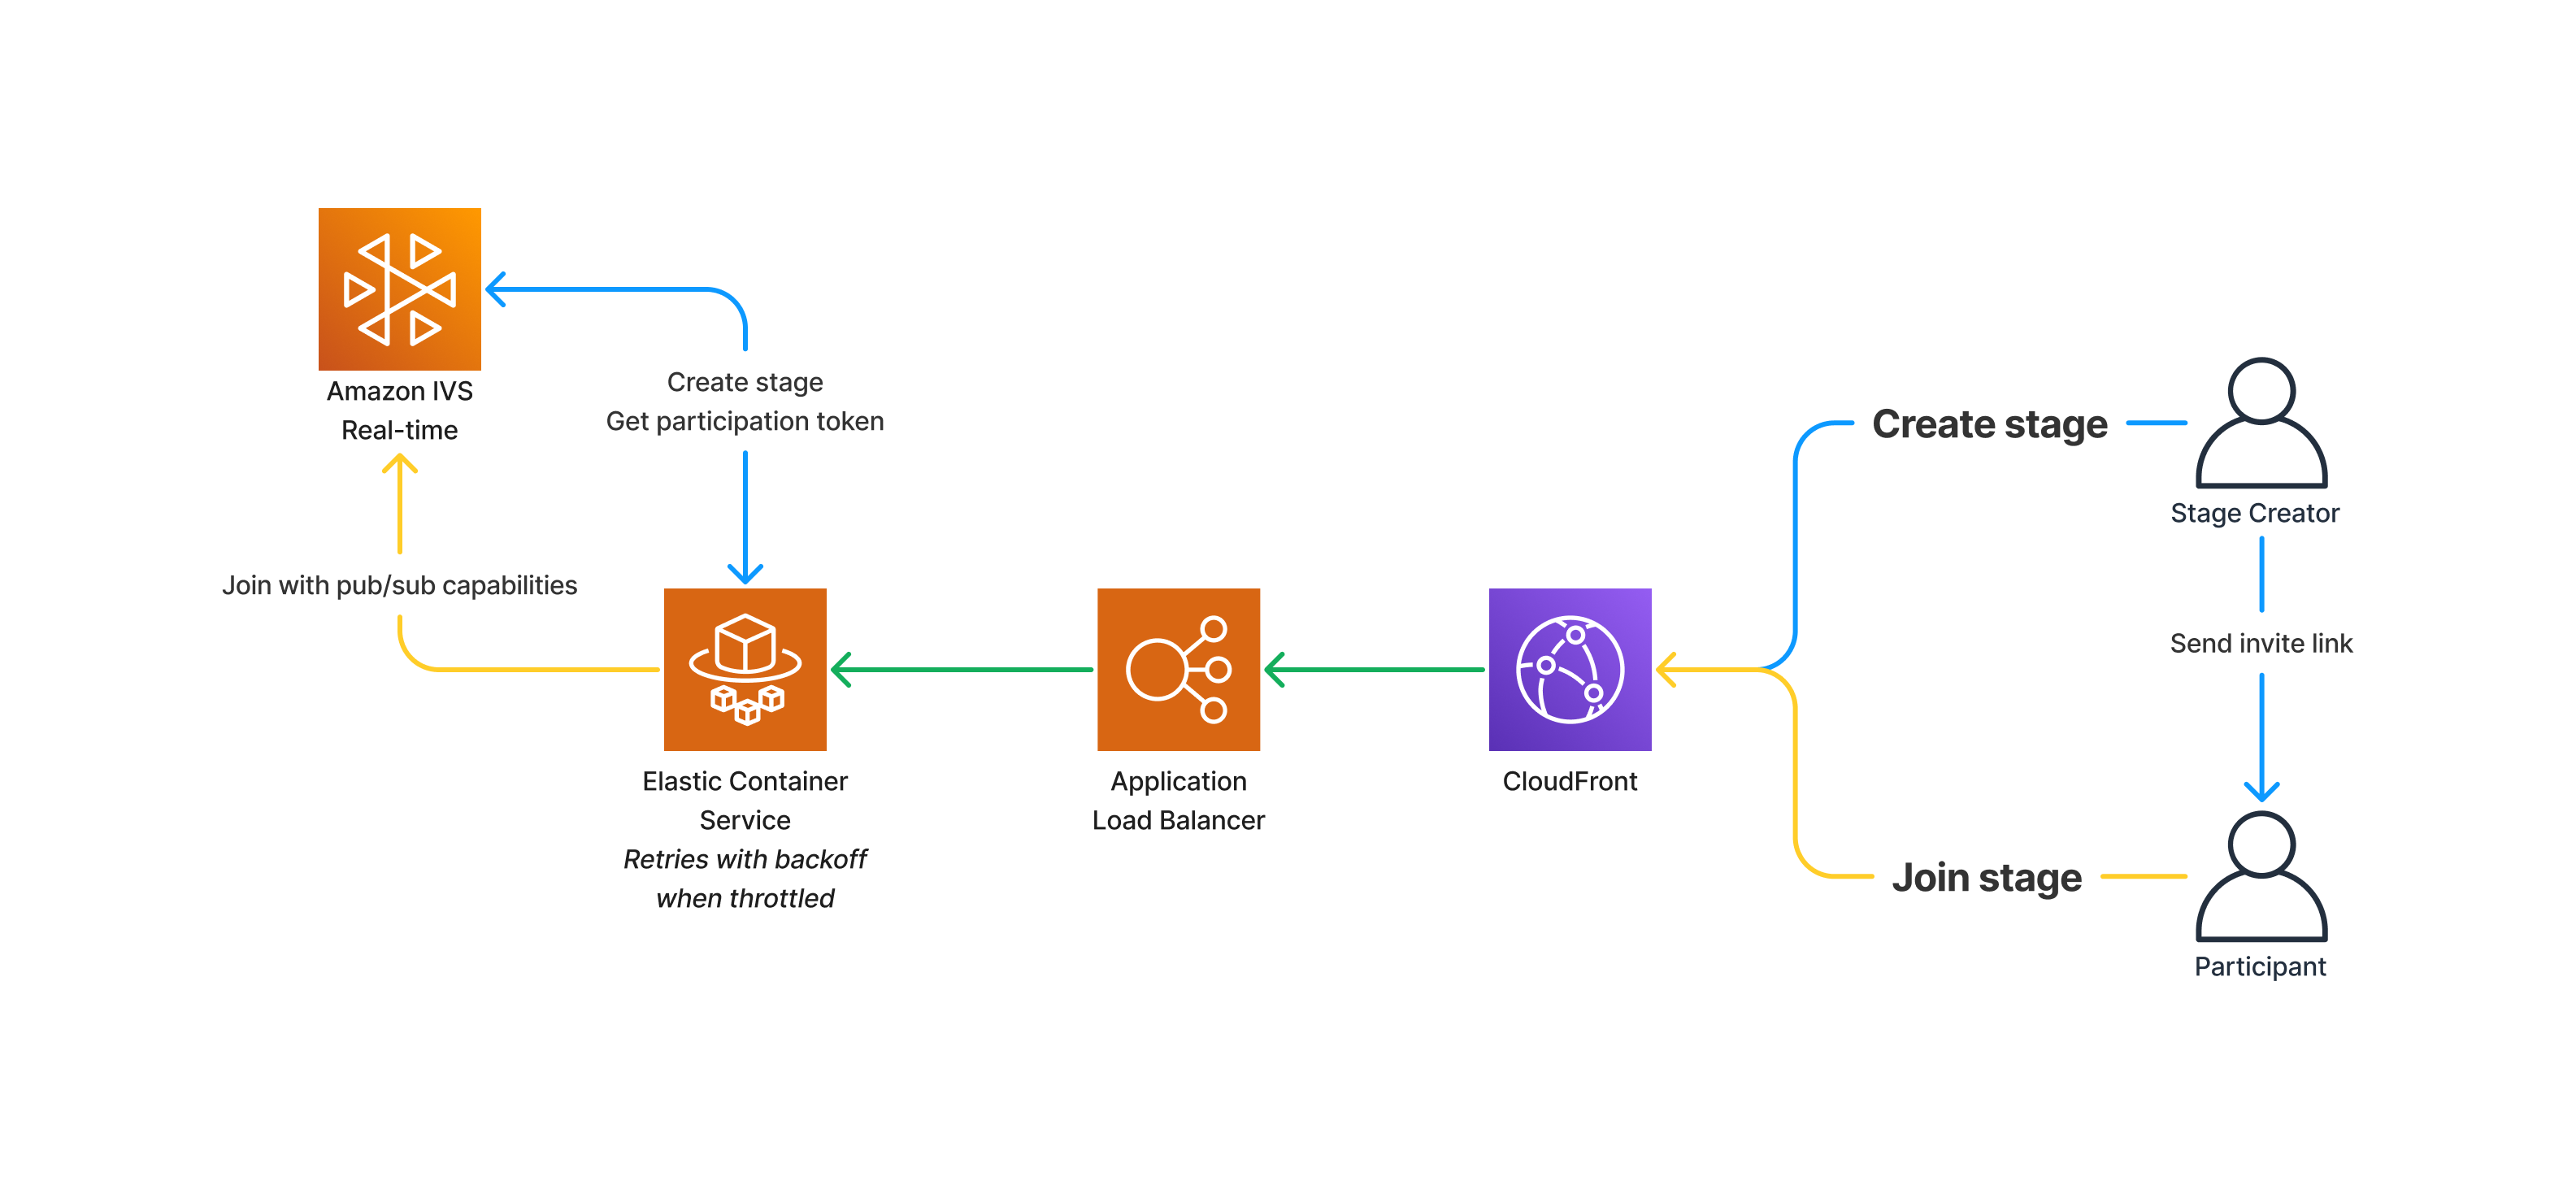 Amazon IVS
Real-time
Create stage
Get participation token
Join with pub/sub capabilities
Elastic Container
Service
Retries with backoff
when throttled
Application
Load Balancer
CloudFront
Create stage
Stage Creator
Send invite link
Join stage
Participant